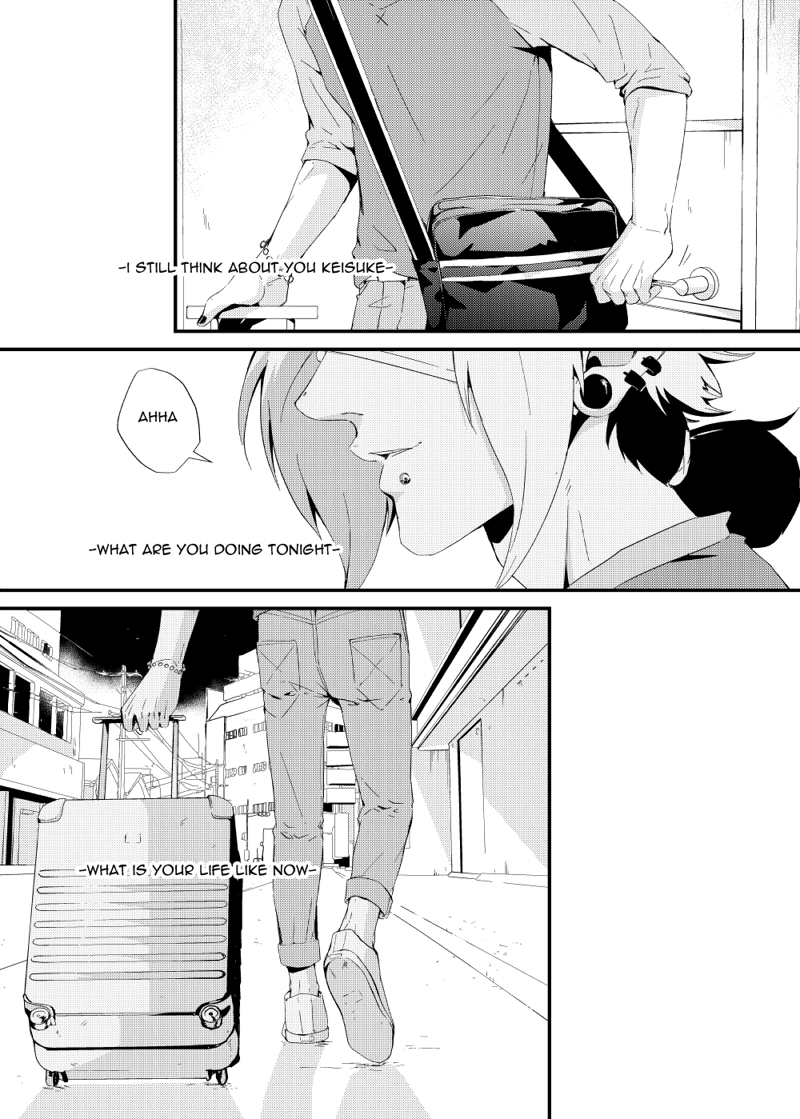 -I STILL THINK ABOUT YOU KEISUKE-
AHHA
-WHAT ARE YOU DOING TONIGHT-
-WHAT IS YOUR LIFE LIKE NOW-